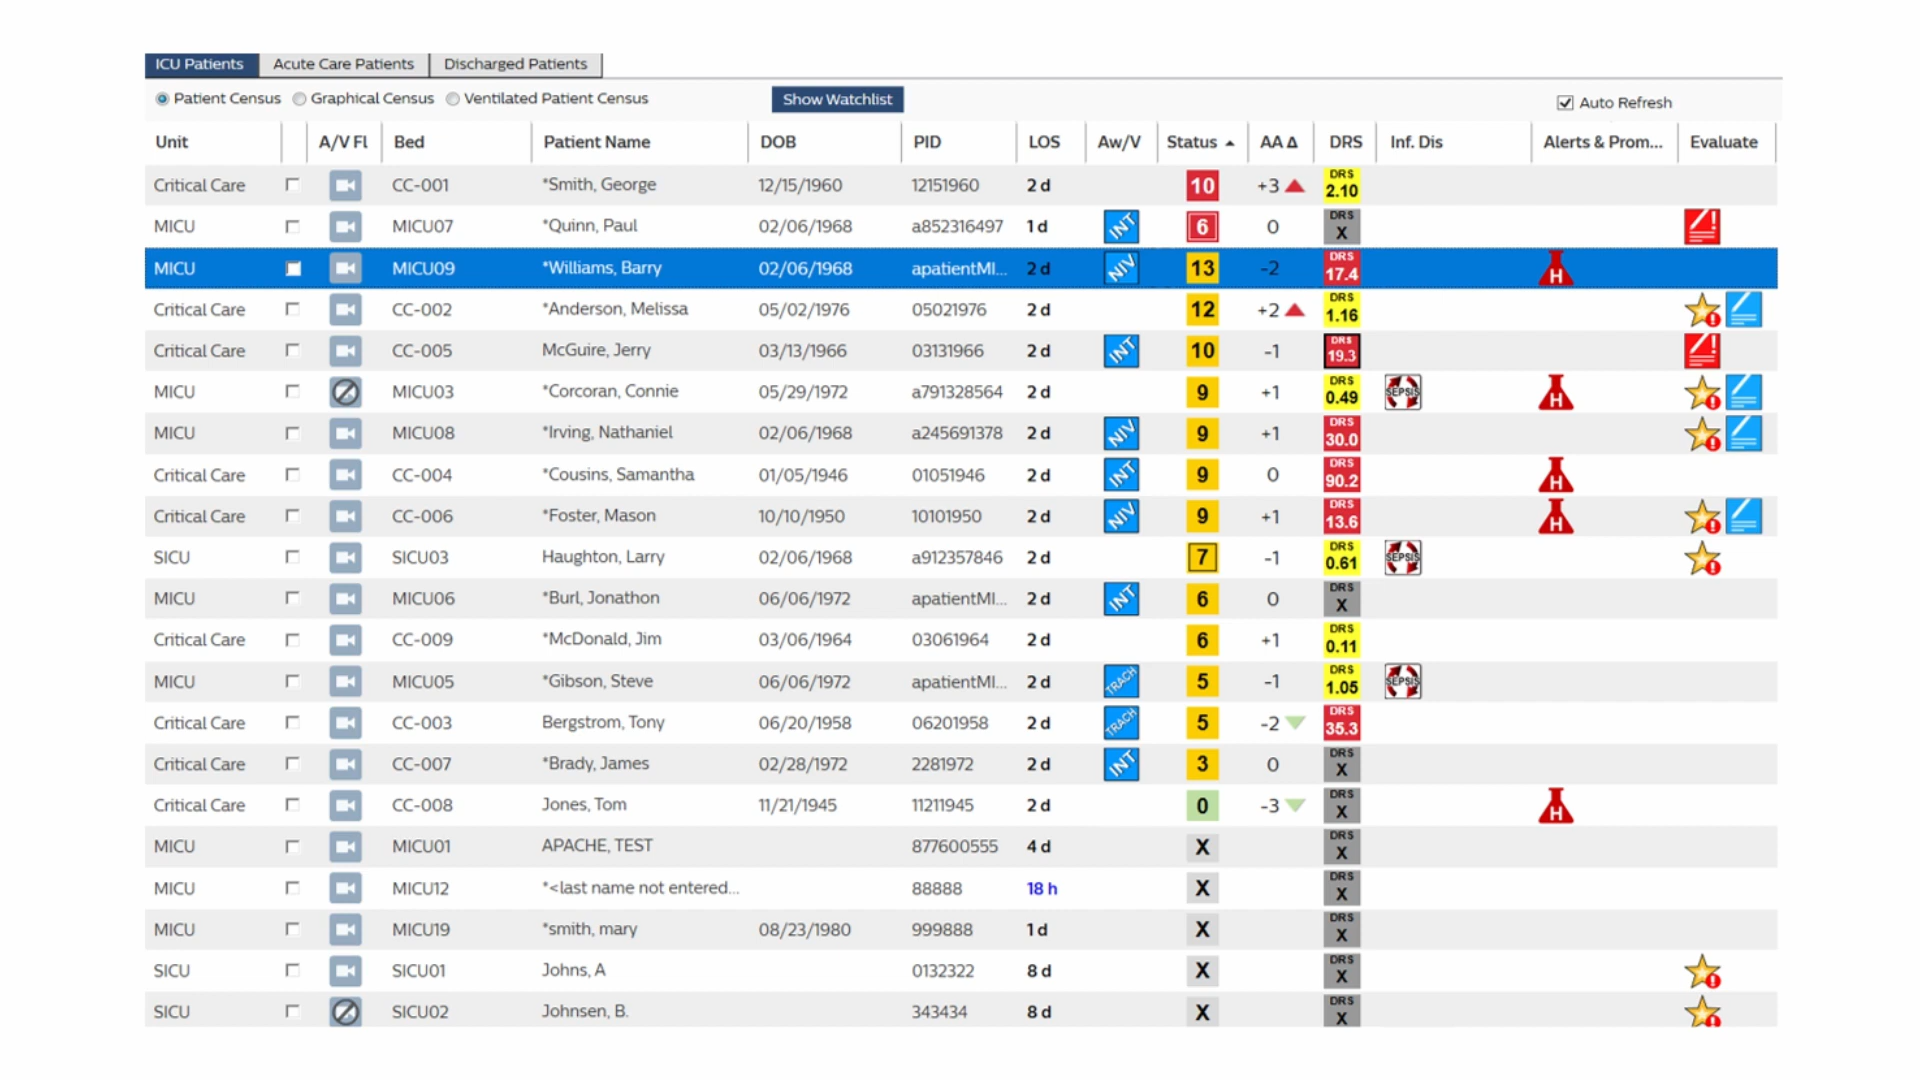 ICU Patients Acute Care Patients Discharged Patients
Patient Census Graphical Census Ventilated Patient Census Show Watchlist Auto Refresh
Unit A/V Fl Bed Patient Name DOB PID LOS Aw/V Status AA Δ DRS Inf. Dis Alerts & Prom... Evaluate
Critical Care CC-001 *Smith, George 12/15/1960 12151960 2 d 10 +3 DRS 2.10
MICU MICU07 *Quinn, Paul 02/06/1968 a852316497 1 d INT 6 0 DRS X
MICU MICU09 *Williams, Barry 02/06/1968 apatientMI... 2 d NIV 13 -2 DRS 17.4 H
Critical Care CC-002 *Anderson, Melissa 05/02/1976 05021976 2 d 12 +2 DRS 1.16
Critical Care CC-005 McGuire, Jerry 03/13/1966 03131966 2 d INT 10 -1 DRS 19.3
MICU MICU03 *Corcoran, Connie 05/29/1972 a791328564 2 d 9 +1 DRS 0.49 SEPSIS H
MICU MICU08 *Irving, Nathaniel 02/06/1968 a245691378 2 d NIV 9 +1 DRS 30.0
Critical Care CC-004 *Cousins, Samantha 01/05/1946 01051946 2 d INT 9 0 DRS 90.2 H
Critical Care CC-006 *Foster, Mason 10/10/1950 10101950 2 d NIV 9 +1 DRS 13.6 H
SICU SICU03 Haughton, Larry 02/06/1968 a912357846 2 d 7 -1 DRS 0.61 SEPSIS
MICU MICU06 *Burl, Jonathon 06/06/1972 apatientMI... 2 d INT 6 0 DRS X
Critical Care CC-009 *McDonald, Jim 03/06/1964 03061964 2 d 6 +1 DRS 0.11
MICU MICU05 *Gibson, Steve 06/06/1972 apatientMI... 2 d TRACH 5 -1 DRS 1.05 SEPSIS
Critical Care CC-003 Bergstrom, Tony 06/20/1958 06201958 2 d TRACH 5 -2 DRS 35.3
Critical Care CC-007 *Brady, James 02/28/1972 2281972 2 d INT 3 0 DRS X
Critical Care CC-008 Jones, Tom 11/21/1945 11211945 2 d 0 -3 DRS X H
MICU MICU01 APACHE, TEST 877600555 4 d X DRS X
MICU MICU12 *<last name not entered... 88888 18 h X DRS X
MICU MICU19 *smith, mary 08/23/1980 999888 1 d X DRS X
SICU SICU01 Johns, A 0132322 8 d X DRS X
SICU SICU02 Johnsen, B. 343434 8 d X DRS X